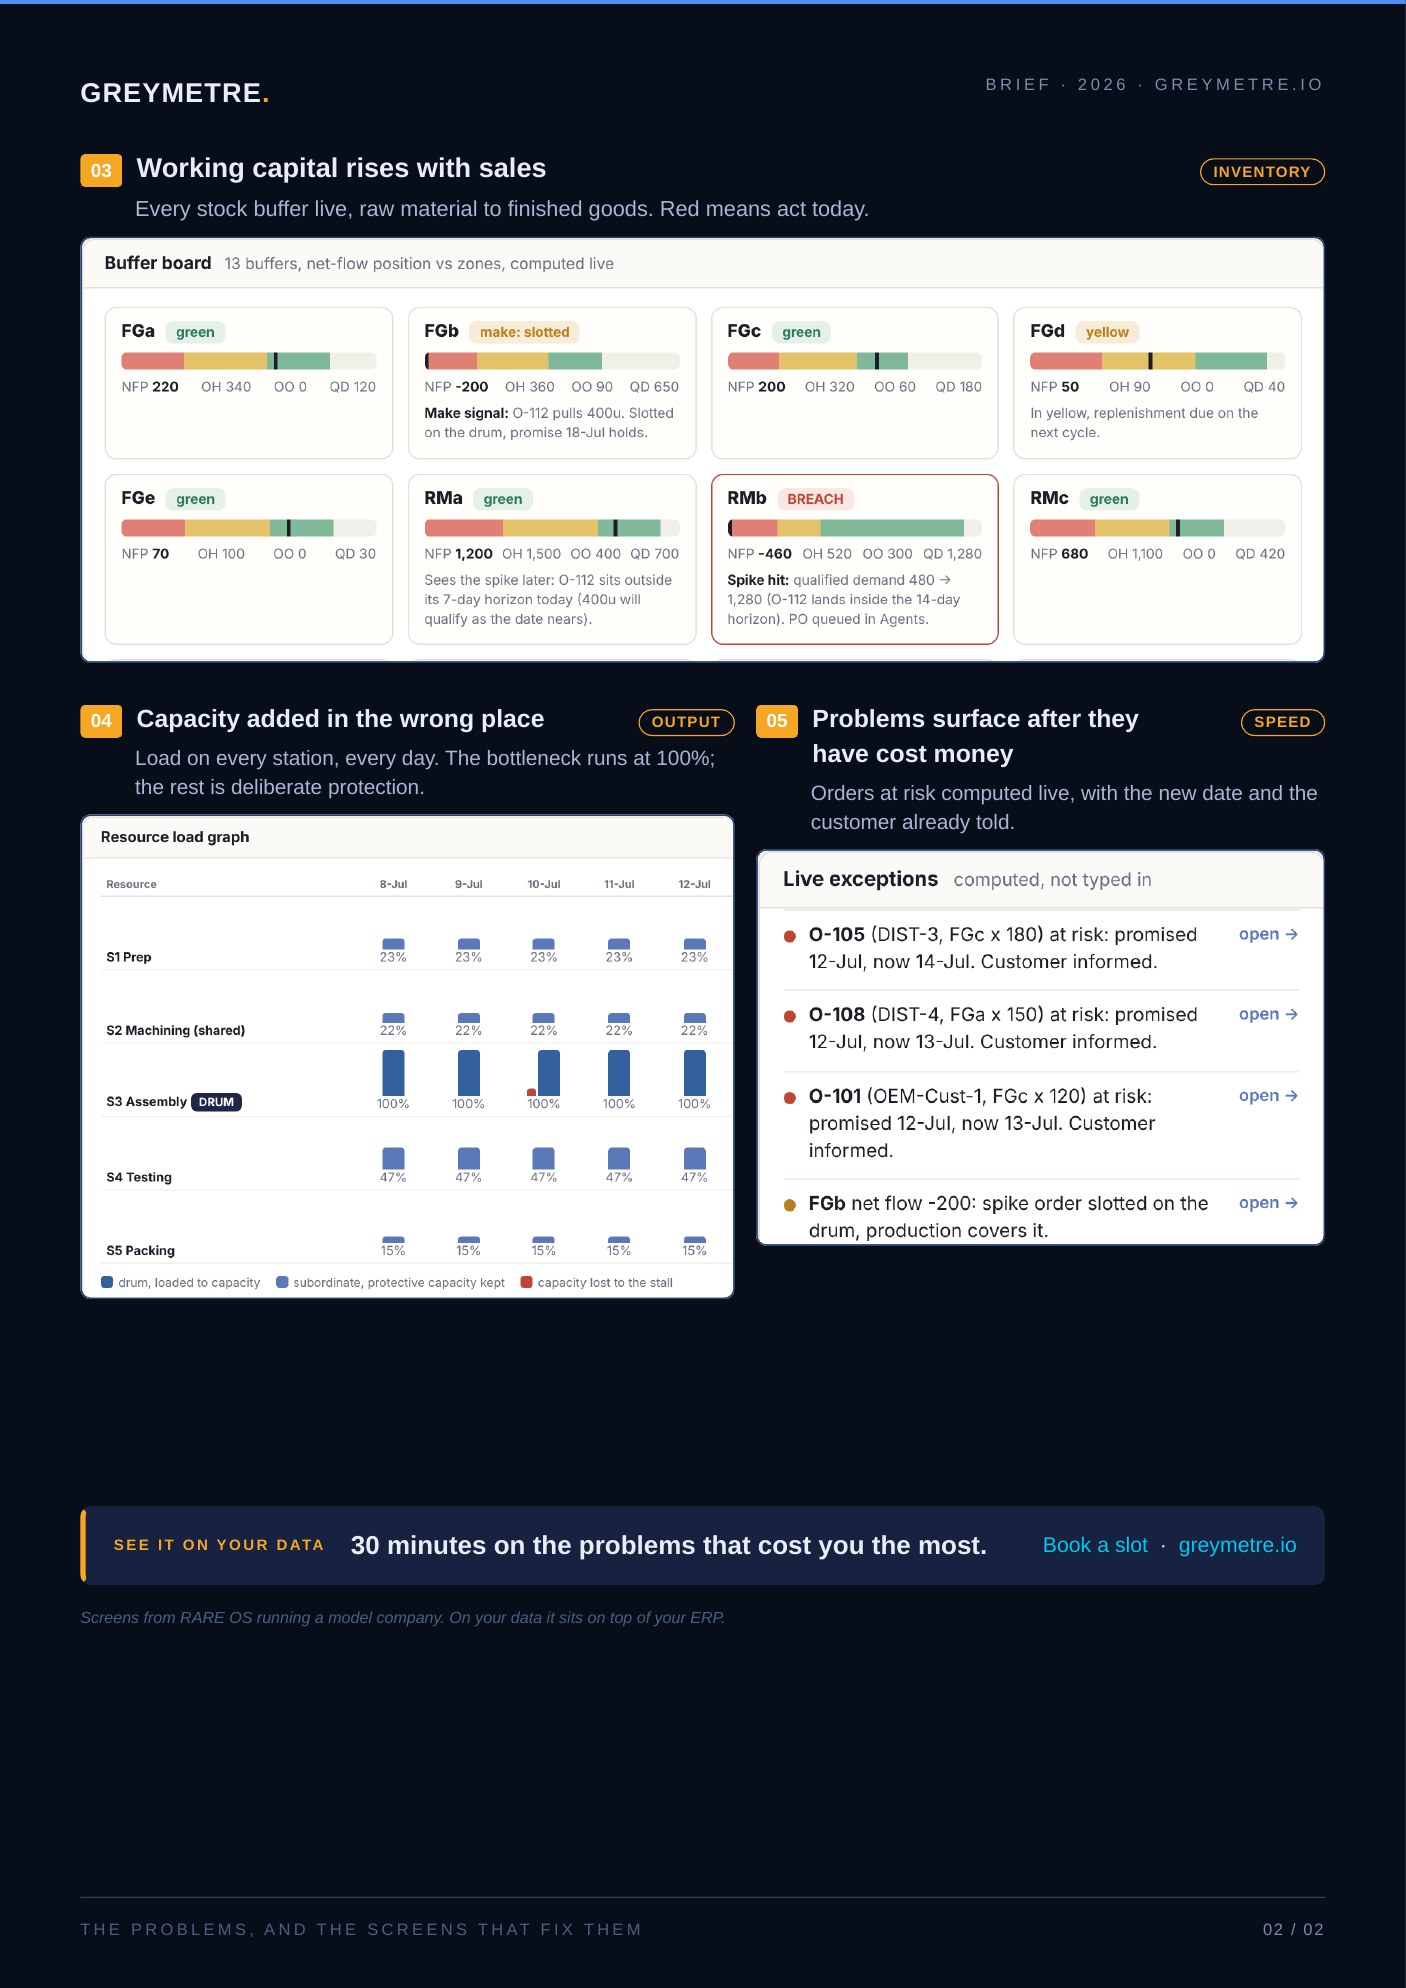 GREYMETRE.
BRIEF · 2026 · GREYMETRE.IO
03 Working capital rises with sales
INVENTORY
Every stock buffer live, raw material to finished goods. Red means act today.
Buffer board 13 buffers, net-flow position vs zones, computed live
FGa green
NFP 220 OH 340 OO 0 QD 120
FGb make: slotted
NFP -200 OH 360 OO 90 QD 650
Make signal: O-112 pulls 400u. Slotted
on the drum, promise 18-Jul holds.
FGc green
NFP 200 OH 320 OO 60 QD 180
FGd yellow
NFP 50 OH 90 OO 0 QD 40
In yellow, replenishment due on the
next cycle.
FGe green
NFP 70 OH 100 OO 0 QD 30
RMa green
NFP 1,200 OH 1,500 OO 400 QD 700
Sees the spike later: O-112 sits outside
its 7-day horizon today (400u will
qualify as the date nears).
RMb BREACH
NFP -460 OH 520 OO 300 QD 1,280
Spike hit: qualified demand 480 →
1,280 (O-112 lands inside the 14-day
horizon). PO queued in Agents.
RMc green
NFP 680 OH 1,100 OO 0 QD 420
04 Capacity added in the wrong place
OUTPUT
Load on every station, every day. The bottleneck runs at 100%;
the rest is deliberate protection.
Resource load graph
Resource 8-Jul 9-Jul 10-Jul 11-Jul 12-Jul
S1 Prep 23% 23% 23% 23% 23%
S2 Machining (shared) 22% 22% 22% 22% 22%
S3 Assembly DRUM 100% 100% 100% 100% 100%
S4 Testing 47% 47% 47% 47% 47%
S5 Packing 15% 15% 15% 15% 15%
drum, loaded to capacity subordinate, protective capacity kept capacity lost to the stall
05 Problems surface after they
have cost money
SPEED
Orders at risk computed live, with the new date and the
customer already told.
Live exceptions computed, not typed in
O-105 (DIST-3, FGc x 180) at risk: promised open →
12-Jul, now 14-Jul. Customer informed.
O-108 (DIST-4, FGa x 150) at risk: promised open →
12-Jul, now 13-Jul. Customer informed.
O-101 (OEM-Cust-1, FGc x 120) at risk: open →
promised 12-Jul, now 13-Jul. Customer
informed.
FGb net flow -200: spike order slotted on the open →
drum, production covers it.
SEE IT ON YOUR DATA 30 minutes on the problems that cost you the most. Book a slot · greymetre.io
Screens from RARE OS running a model company. On your data it sits on top of your ERP.
THE PROBLEMS, AND THE SCREENS THAT FIX THEM
02 / 02